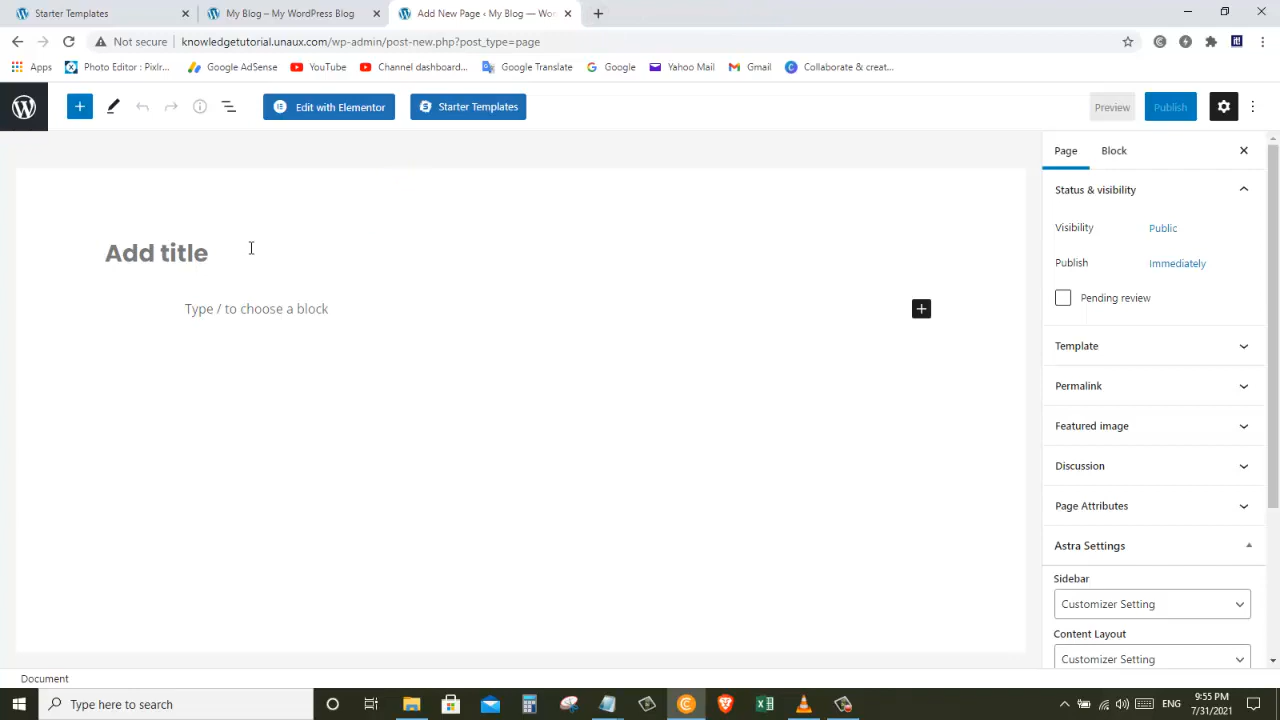 Starter Templates
My Blog – My WordPress Blog
Add New Page ‹ My Blog — Wor
Not secure
knowledgetutorial.unaux.com/wp-admin/post-new.php?post_type=page
Apps
Photo Editor : Pixlr...
Google AdSense
YouTube
Channel dashboard...
Google Translate
Google
Yahoo Mail
Gmail
Collaborate & creat...
Edit with Elementor
Starter Templates
Preview
Publish
Page
Block
Status & visibility
Visibility
Public
Publish
Immediately
Pending review
Add title
Type / to choose a block
Template
Permalink
Featured image
Discussion
Page Attributes
Astra Settings
Sidebar
Customizer Setting
Content Layout
Customizer Setting
Document
Type here to search
ENG
9:55 PM
7/31/2021